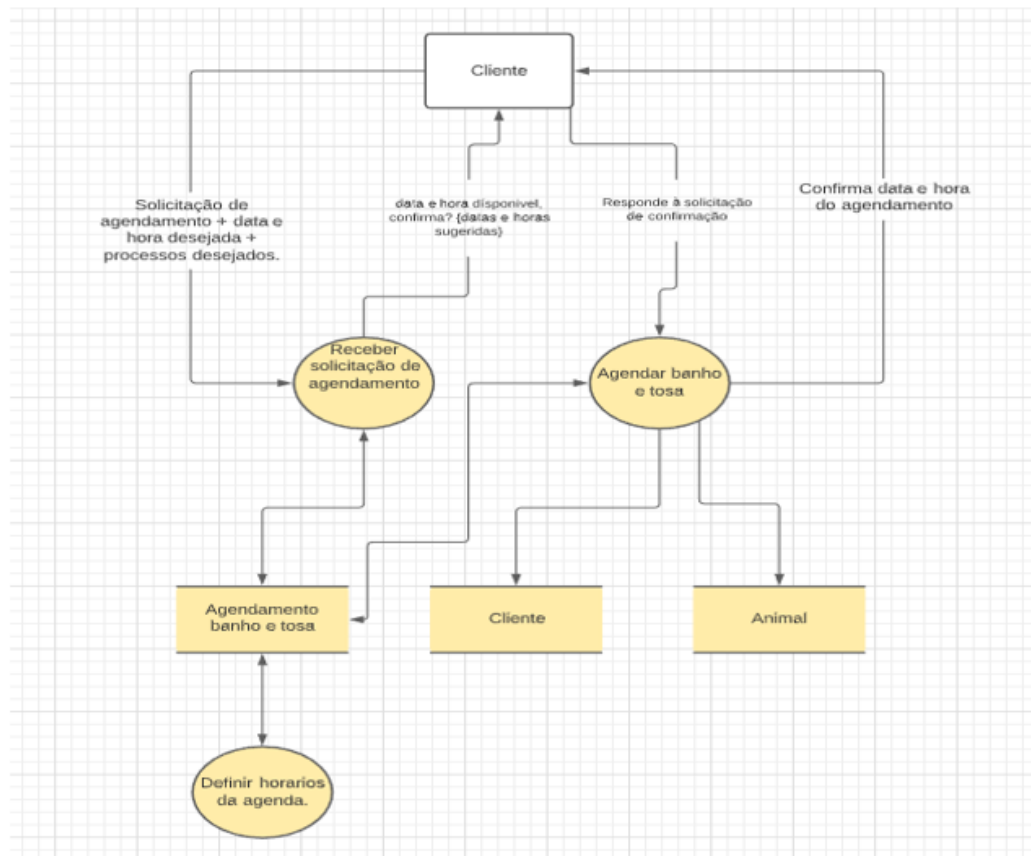 Cliente
Solicitação de
agendamento + data e
hora desejada +
processos desejados.
data e hora dísponivel,
confirma? {datas e horas
sugeridas}
Responde à solicitação
de confirmação
Confirma data e hora
do agendamento
Receber
solicitação de
agendamento
Agendar banho
e tosa
Agendamento
banho e tosa
Cliente
Animal
Definir horarios
da agenda.